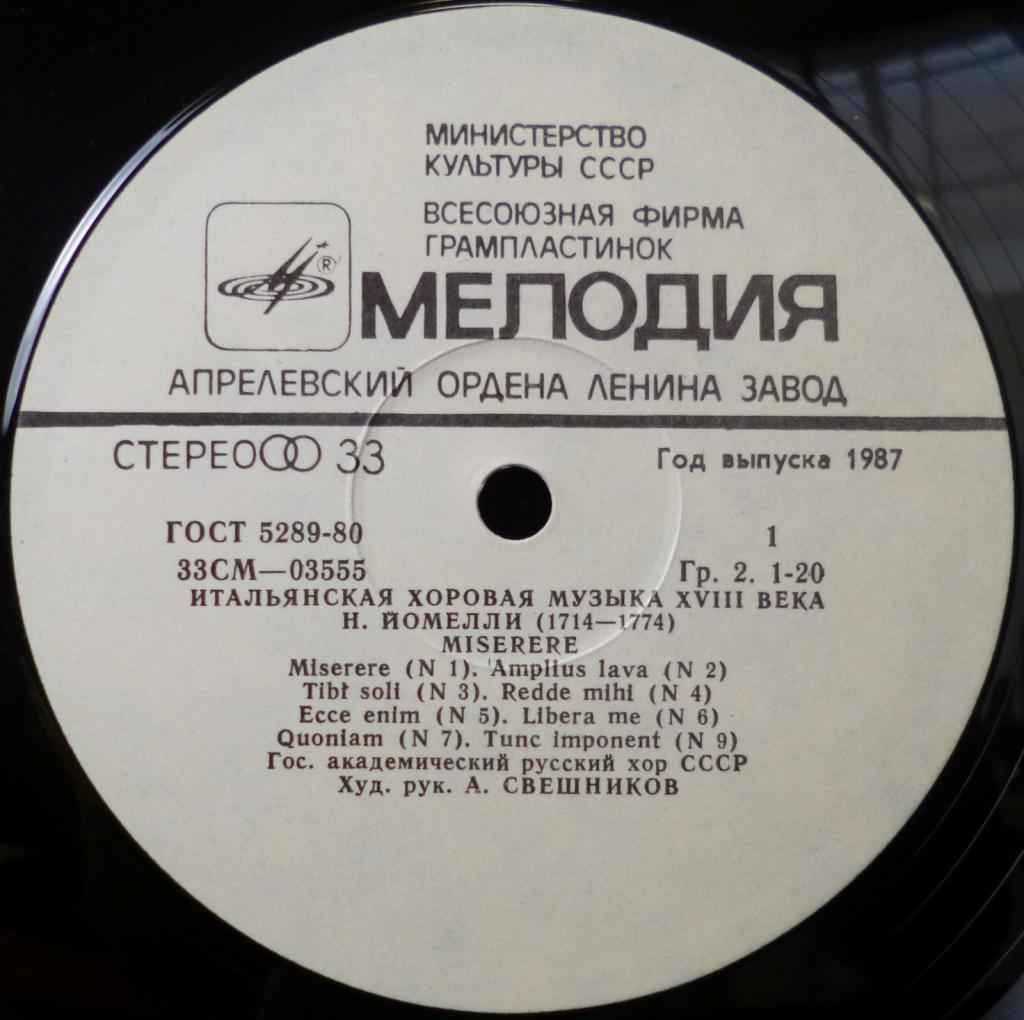 МИНИСТЕРСТВО
КУЛЬТУРЫ СССР
ВСЕСОЮЗНАЯ ФИРМА
ГРАМПЛАСТИНОК
®
МЕЛОДИЯ
АПРЕЛЕВСКИЙ ОРДЕНА ЛЕНИНА ЗАВОД
СТЕРЕО 33 Год выпуска 1987
ГОСТ 5289-80 1
33СМ—03555 Гр. 2. 1-20
ИТАЛЬЯНСКАЯ ХОРОВАЯ МУЗЫКА XVIII ВЕКА
Н. ЙОМЕЛЛИ (1714—1774)
MISERERE
Miserere (N 1). Amplius lava (N 2)
Tibi soli (N 3). Redde mihi (N 4)
Ecce enim (N 5). Libera me (N 6)
Quoniam (N 7). Tunc imponent (N 9)
Гос. академический русский хор СССР
Худ. рук. А. СВЕШНИКОВ